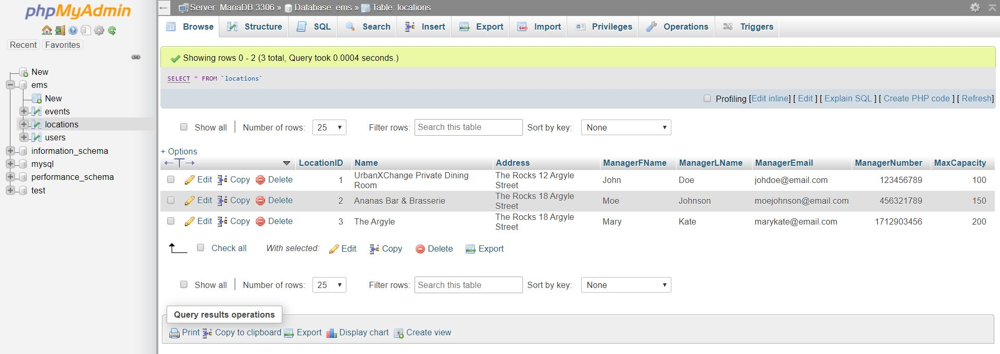 phpMyAdmin
Recent Favorites
New
ems
New
events
locations
users
information_schema
mysql
performance_schema
test
Server: MariaDB:3306 » Database: ems » Table: locations
Browse Structure SQL Search Insert Export Import Privileges Operations Triggers
Showing rows 0 - 2 (3 total, Query took 0.0004 seconds.)
SELECT * FROM `locations`
Profiling [Edit inline] [ Edit ] [ Explain SQL ] [ Create PHP code ] [ Refresh]
Show all | Number of rows: 25 Filter rows: Search this table Sort by key: None
+ Options
←T→ LocationID Name Address ManagerFName ManagerLName ManagerEmail ManagerNumber MaxCapacity
Edit Copy Delete 1 UrbanXChange Private Dining Room The Rocks 12 Argyle Street John Doe johdoe@email.com 123456789 100
Edit Copy Delete 2 Ananas Bar & Brasserie The Rocks 18 Argyle Street Moe Johnson moejohnson@email.com 456321789 150
Edit Copy Delete 3 The Argyle The Rocks 18 Argyle Street Mary Kate marykate@email.com 1712903456 200
Check all With selected: Edit Copy Delete Export
Show all | Number of rows: 25 Filter rows: Search this table Sort by key: None
Query results operations
Print Copy to clipboard Export Display chart Create view